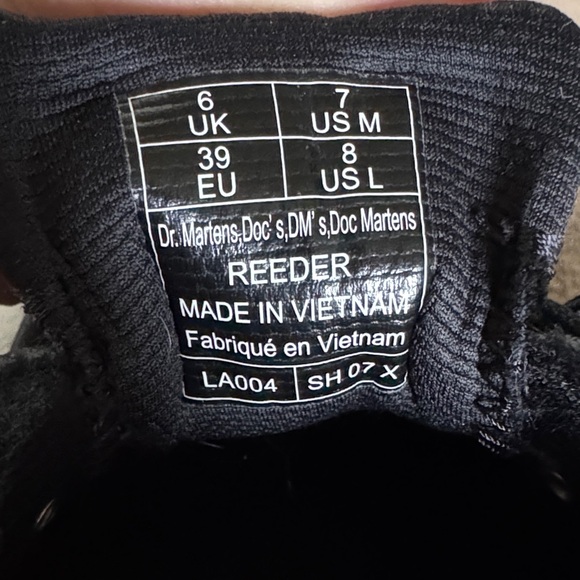 6 7
UK US M
39 8
EU US L
Dr. Martens,Doc's,DM's,Doc Martens
REEDER
MADE IN VIETNAM
Fabriqué en Vietnam
LA004 SH 07 X